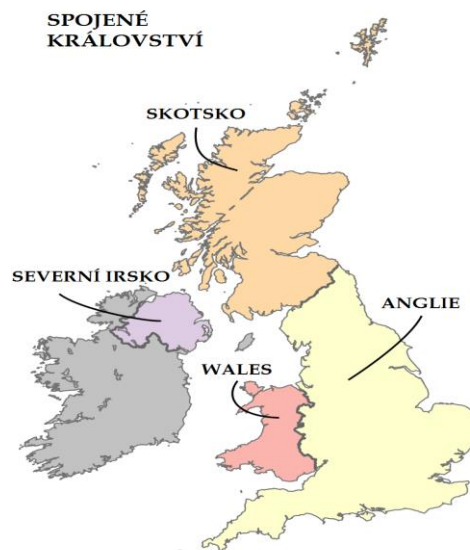 SPOJENÉ
KRÁLOVSTVÍ
SKOTSKO
SEVERNÍ IRSKO
ANGLIE
WALES